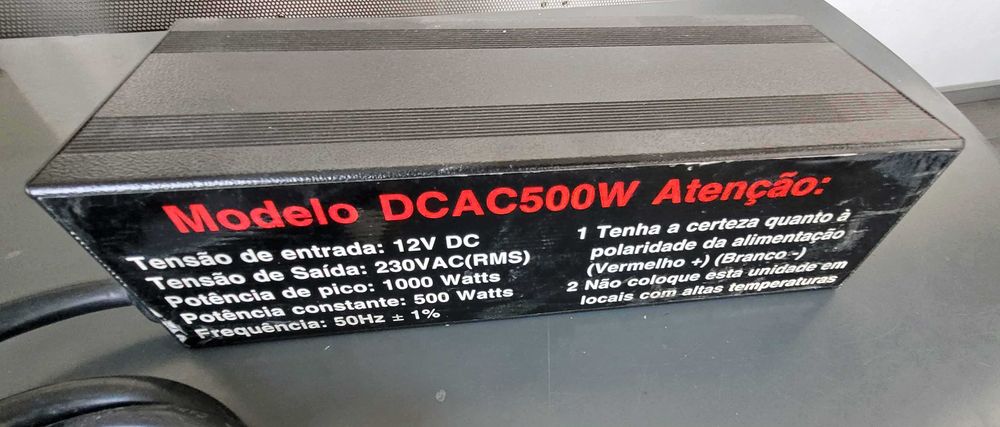 Modelo DCAC500W Atenção:
Tensão de entrada: 12V DC
Tensão de Saída: 230VAC(RMS)
Potência de pico: 1000 Watts
Potência constante: 500 Watts
Frequência: 50Hz ± 1%
1 Tenha a certeza quanto à
polaridade da alimentação
(Vermelho +) (Branco -)
2 Não coloque esta unidade em
locais com altas temperaturas